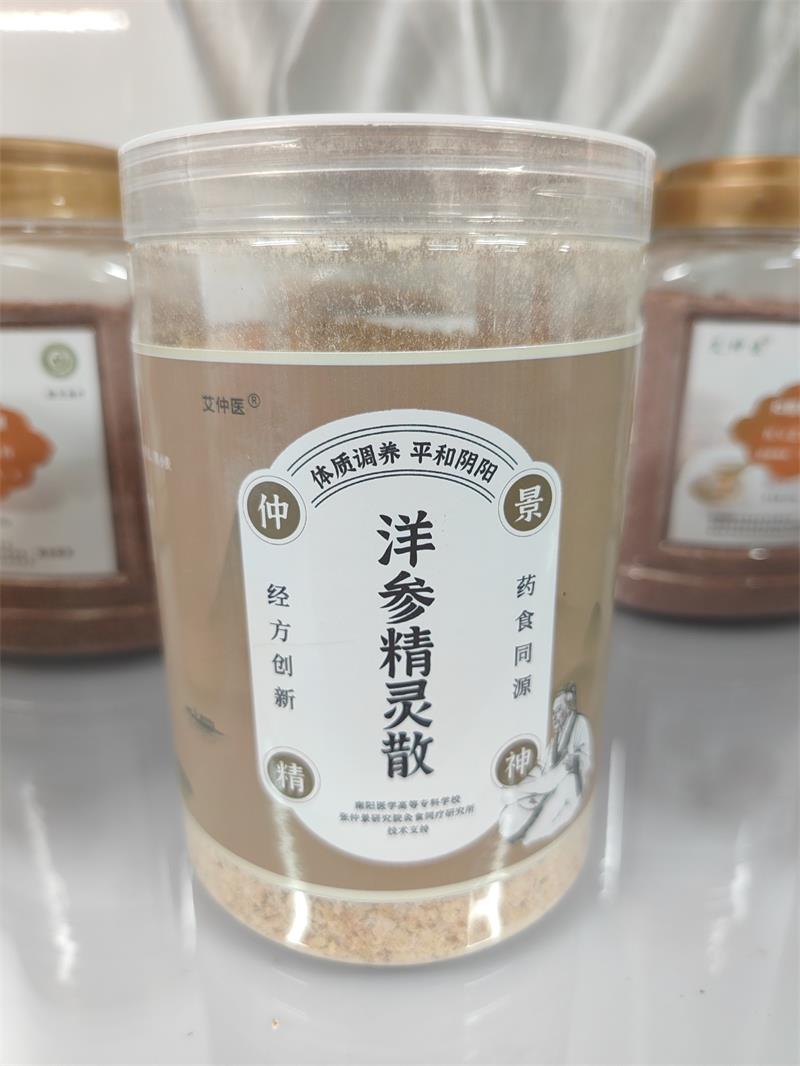 艾仲医®
体质调养 平和阴阳
仲
景
洋参精灵散
经方创新
药食同源
精
神
南阳医学高等专科学校
张仲景研究院灸食同疗研究所
技术支持